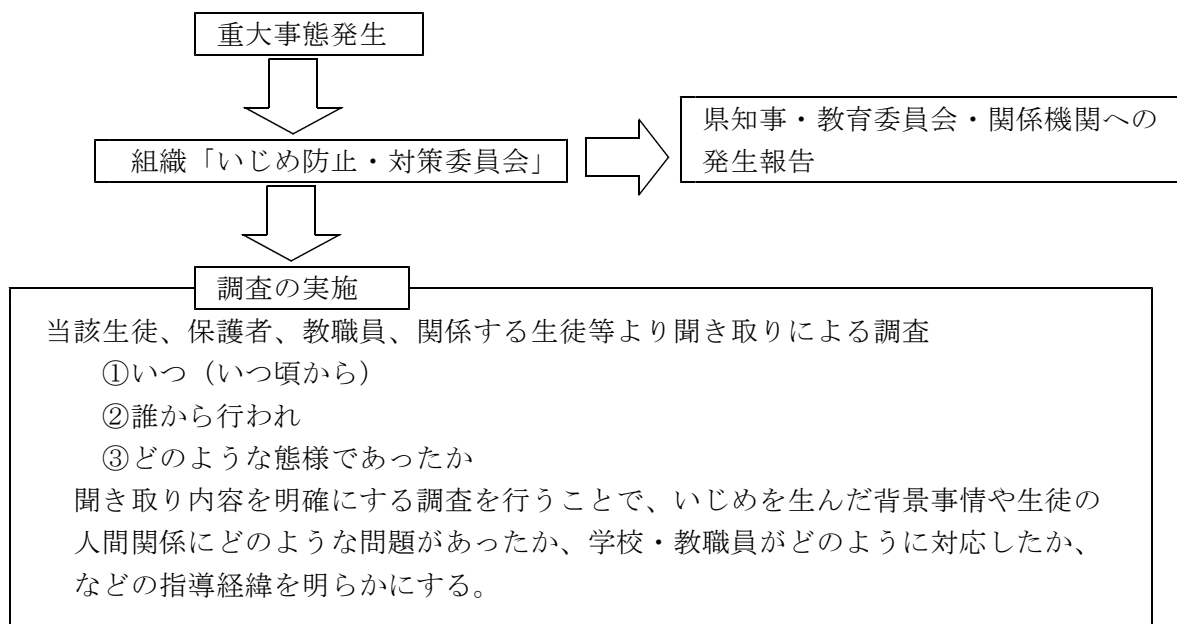 重大事態発生
組織「いじめ防止・対策委員会」
県知事・教育委員会・関係機関への
発生報告
調査の実施
当該生徒、保護者、教職員、関係する生徒等より聞き取りによる調査
①いつ（いつ頃から）
②誰から行われ
③どのような態様であったか
聞き取り内容を明確にする調査を行うことで、いじめを生んだ背景事情や生徒の
人間関係にどのような問題があったか、学校・教職員がどのように対応したか、
などの指導経緯を明らかにする。